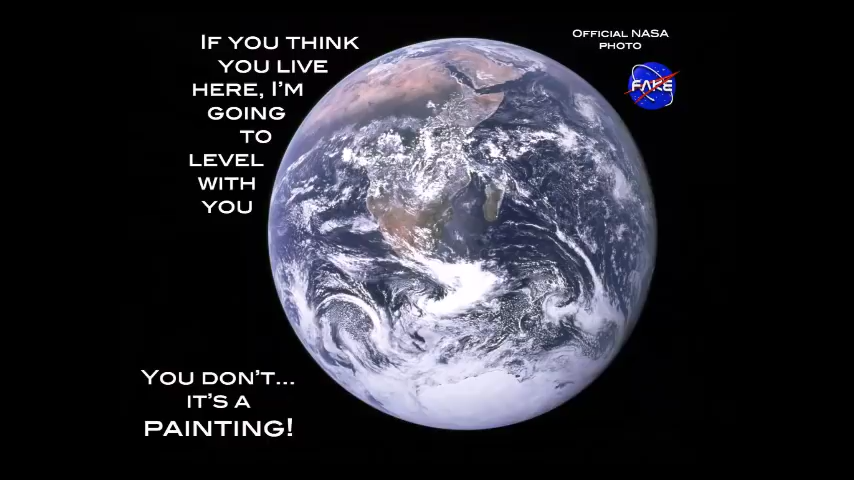 IF YOU THINK
YOU LIVE
HERE, I'M
GOING
TO
LEVEL
WITH
YOU
OFFICIAL NASA
PHOTO
FAKE
YOU DON'T...
IT'S A
PAINTING!